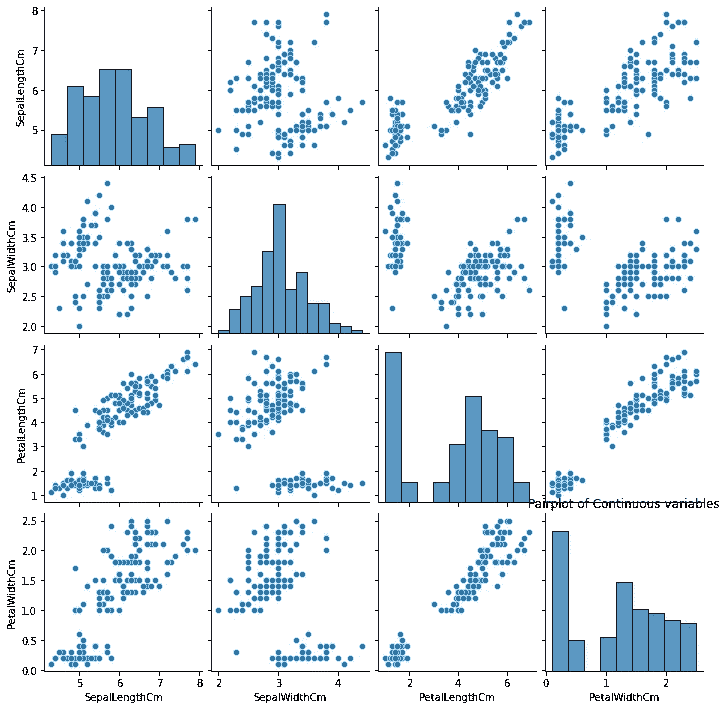 8
7
6
5
SepalLengthCm
4.5
4.0
3.5
3.0
2.5
2.0
SepalWidthCm
7
6
5
4
3
2
1
PetalLengthCm
Pairplot of Continuous variables
2.5
2.0
1.5
1.0
0.5
0.0
PetalWidthCm
5 6 7 8
SepalLengthCm
2 3 4
SepalWidthCm
2 4 6
PetalLengthCm
0 1 2
PetalWidthCm